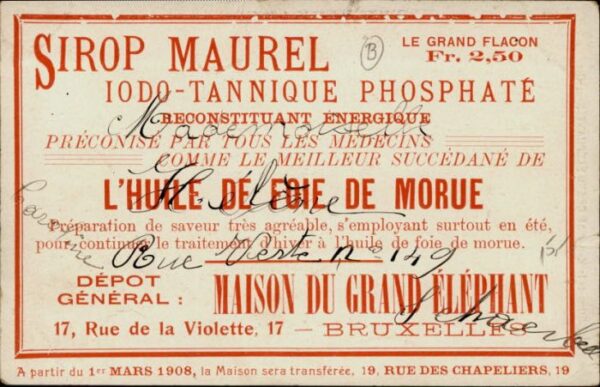 SIROP MAUREL
B
LE GRAND FLACON
Fr. 2,50
IODO-TANNIQUE PHOSPHATÉ
RECONSTITUANT ÉNERGIQUE
Mademoiselle
PRÉCONISÉ PAR TOUS LES MÉDECINS
COMME LE MEILLEUR SUCCÉDANÉ DE
L'HUILE DE FOIE DE MORUE
Préparation de saveur très agréable, s'employant surtout en été,
pour continuer le traitement d'hiver à l'huile de foie de morue.
Rue Verte n° 149
DÉPOT
GÉNÉRAL :
MAISON DU GRAND ÉLÉPHANT
17, Rue de la Violette, 17 — BRUXELLES
A partir du 1er MARS 1908, la Maison sera transférée, 19, RUE DES CHAPELIERS, 19